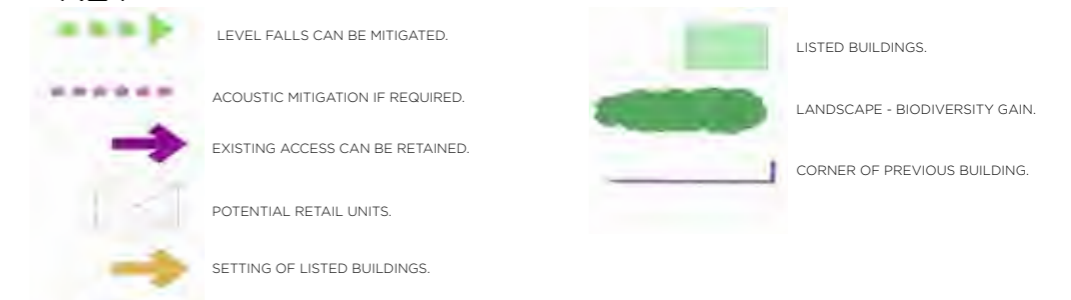 LEVEL FALLS CAN BE MITIGATED.
ACOUSTIC MITIGATION IF REQUIRED.
EXISTING ACCESS CAN BE RETAINED.
POTENTIAL RETAIL UNITS.
SETTING OF LISTED BUILDINGS.
LISTED BUILDINGS.
LANDSCAPE - BIODIVERSITY GAIN.
CORNER OF PREVIOUS BUILDING.